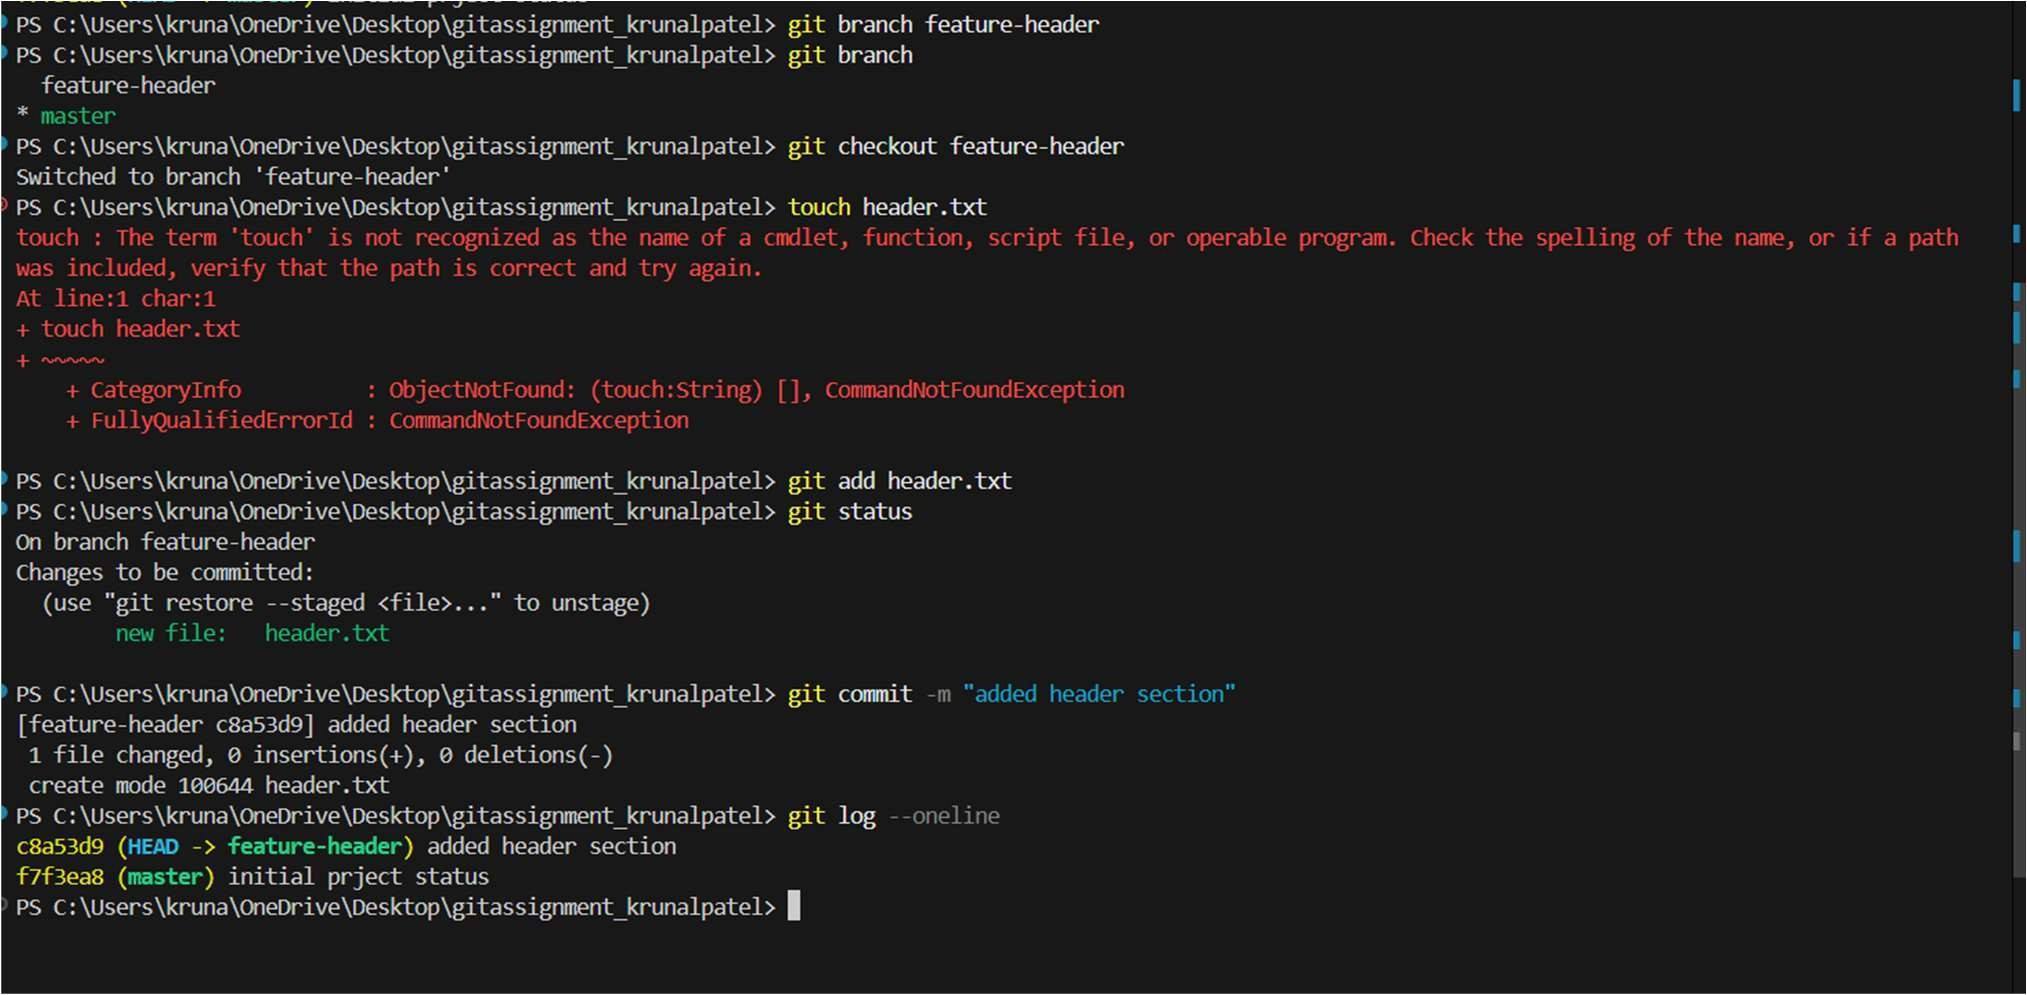 PS C:\Users\kruna\OneDrive\Desktop\gitassignment_krunalpatel> git branch feature-header
PS C:\Users\kruna\OneDrive\Desktop\gitassignment_krunalpatel> git branch
  feature-header
* master
PS C:\Users\kruna\OneDrive\Desktop\gitassignment_krunalpatel> git checkout feature-header
Switched to branch 'feature-header'
PS C:\Users\kruna\OneDrive\Desktop\gitassignment_krunalpatel> touch header.txt
touch : The term 'touch' is not recognized as the name of a cmdlet, function, script file, or operable program. Check the spelling of the name, or if a path
was included, verify that the path is correct and try again.
At line:1 char:1
+ touch header.txt
+ ~~~~~
    + CategoryInfo          : ObjectNotFound: (touch:String) [], CommandNotFoundException
    + FullyQualifiedErrorId : CommandNotFoundException
PS C:\Users\kruna\OneDrive\Desktop\gitassignment_krunalpatel> git add header.txt
PS C:\Users\kruna\OneDrive\Desktop\gitassignment_krunalpatel> git status
On branch feature-header
Changes to be committed:
  (use "git restore --staged <file>..." to unstage)
        new file:   header.txt
PS C:\Users\kruna\OneDrive\Desktop\gitassignment_krunalpatel> git commit -m "added header section"
[feature-header c8a53d9] added header section
 1 file changed, 0 insertions(+), 0 deletions(-)
 create mode 100644 header.txt
PS C:\Users\kruna\OneDrive\Desktop\gitassignment_krunalpatel> git log --oneline
c8a53d9 (HEAD -> feature-header) added header section
f7f3ea8 (master) initial prject status
PS C:\Users\kruna\OneDrive\Desktop\gitassignment_krunalpatel>